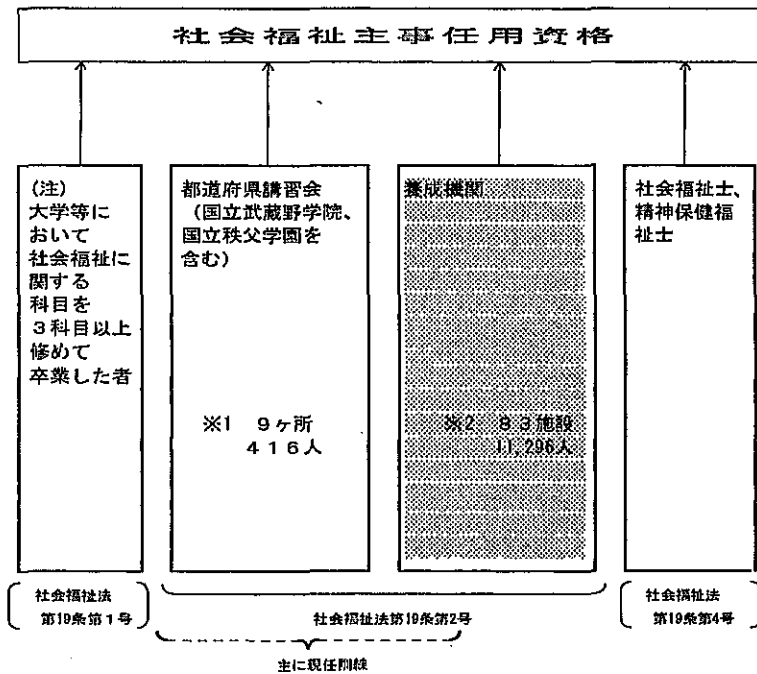 社会福祉主事任用資格
(注)
大学等に
おいて
社会福祉に
関する
科目を
3科目以上
修めて
卒業した者
都道府県講習会
(国立武蔵野学院、
国立秩父学園を
含む)
※1 9ヶ所
416人
養成機関
※2 83施設
11,296人
社会福祉士、
精神保健福
祉士
社会福祉法
第19条第1号
社会福祉法第19条第2号
社会福祉法
第19条第4号
主に現任訓練